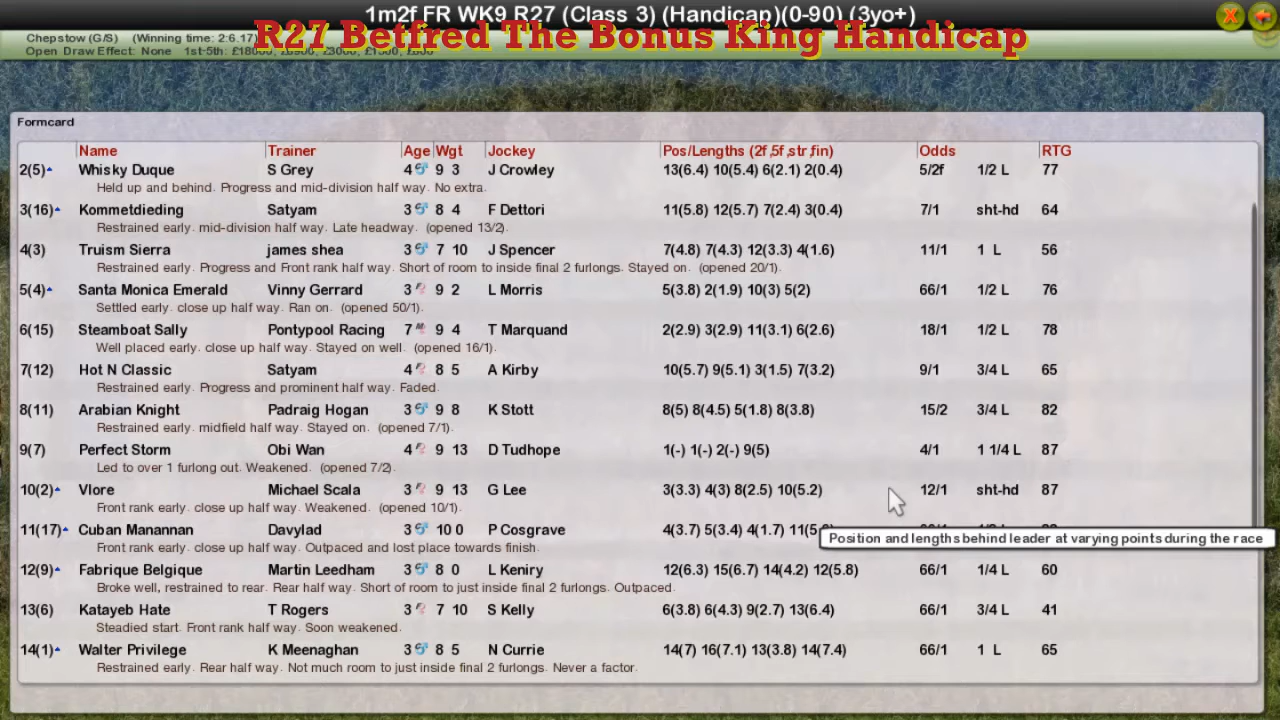 1m2f FR WK9 R27 (Class 3) (Handicap)(0-90) (3yo+)
R27 Betfred The Bonus King Handicap
Chepstow (G/S) (Winning time: 2:6.17)
Open Draw Effect: None 1st-5th:
Formcard
Name Trainer Age Wgt Jockey Pos/Lengths (2f,5f,str,fin) Odds RTG
2(5) Whisky Duque S Grey 4 9 3 J Crowley 13(6.4) 10(5.4) 6(2.1) 2(0.4) 5/2f 1/2 L 77
Held up and behind. Progress and mid-division half way. No extra.
3(16) Kommetdieding Satyam 3 8 4 F Dettori 11(5.8) 12(5.7) 7(2.4) 3(0.4) 7/1 sht-hd 64
Restrained early. mid-division half way. Late headway. (opened 13/2).
4(3) Truism Sierra james shea 3 7 10 J Spencer 7(4.8) 7(4.3) 12(3.3) 4(1.6) 11/1 1 L 56
Restrained early. Progress and Front rank half way. Short of room to inside final 2 furlongs. Stayed on. (opened 20/1).
5(4) Santa Monica Emerald Vinny Gerrard 3 9 2 L Morris 5(3.8) 2(1.9) 10(3) 5(2) 66/1 1/2 L 76
Settled early. close up half way. Ran on. (opened 50/1).
6(15) Steamboat Sally Pontypool Racing 7 9 4 T Marquand 2(2.9) 3(2.9) 11(3.1) 6(2.6) 18/1 1/2 L 78
Well placed early. close up half way. Stayed on well. (opened 16/1).
7(12) Hot N Classic Satyam 4 8 5 A Kirby 10(5.7) 9(5.1) 3(1.5) 7(3.2) 9/1 3/4 L 65
Restrained early. Progress and prominent half way. Faded.
8(11) Arabian Knight Padraig Hogan 3 9 8 K Stott 8(5) 8(4.5) 5(1.8) 8(3.8) 15/2 3/4 L 82
Restrained early. midfield half way. Stayed on. (opened 7/1).
9(7) Perfect Storm Obi Wan 4 9 13 D Tudhope 1(-) 1(-) 2(-) 9(5) 4/1 1 1/4 L 87
Led to over 1 furlong out. Weakened. (opened 7/2).
10(2) Vlore Michael Scala 3 9 13 G Lee 3(3.3) 4(3) 8(2.5) 10(5.2) 12/1 sht-hd 87
Front rank early. close up half way. Weakened. (opened 10/1).
11(17) Cuban Manannan Davylad 3 10 0 P Cosgrave 4(3.7) 5(3.4) 4(1.7)
Position and lengths behind leader at varying points during the race
Front rank early. close up half way. Outpaced and lost place towards finish.
12(9) Fabrique Belgique Martin Leedham 3 8 0 L Keniry 12(6.3) 15(6.7) 14(4.2) 12(5.8) 66/1 1/4 L 60
Broke well, restrained to rear. Rear half way. Short of room to just inside final 2 furlongs. Outpaced.
13(6) Katayeb Hate T Rogers 3 7 10 S Kelly 6(3.8) 6(4.3) 9(2.7) 13(6.4) 66/1 3/4 L 41
Steadied start. Front rank half way. Soon weakened.
14(1) Walter Privilege K Meenaghan 3 8 5 N Currie 14(7) 16(7.1) 13(3.8) 14(7.4) 66/1 1 L 65
Restrained early. Rear half way. Not much room to just inside final 2 furlongs. Never a factor.